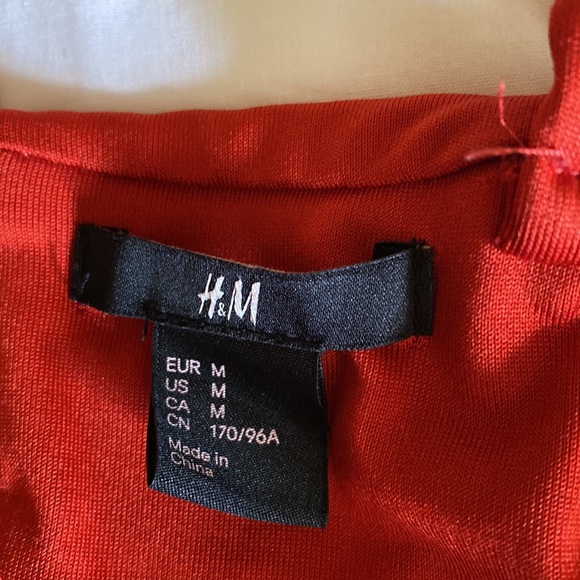 H&M
EUR M
US M
CA M
CN 170/96A
Made in
China